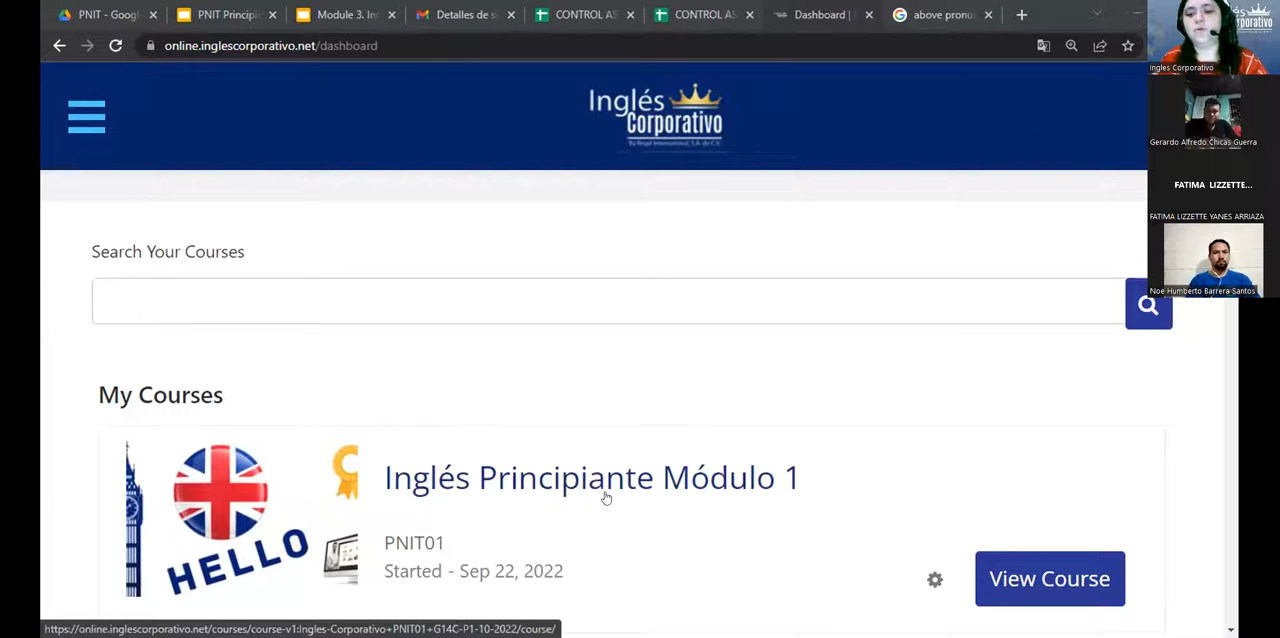 PNIT - Googl
PNIT Principi
Module 3. In
Detalles de s
CONTROL AS
CONTROL AS
Dashboard |
above pronu
online.inglescorporativo.net/dashboard
Inglés
Corporativo
Ingles Corporativo
Gerardo Alfredo Chicas Guerra
FATIMA LIZZETTE...
FATIMA LIZZETTE YANES ARRIAZA
Noe Humberto Barrera Santos
Search Your Courses
My Courses
HELLO
Inglés Principiante Módulo 1
PNIT01
Started - Sep 22, 2022
View Course
https://online.inglescorporativo.net/courses/course-v1:Ingles-Corporativo+PNIT01+G14C-P1-10-2022/course/